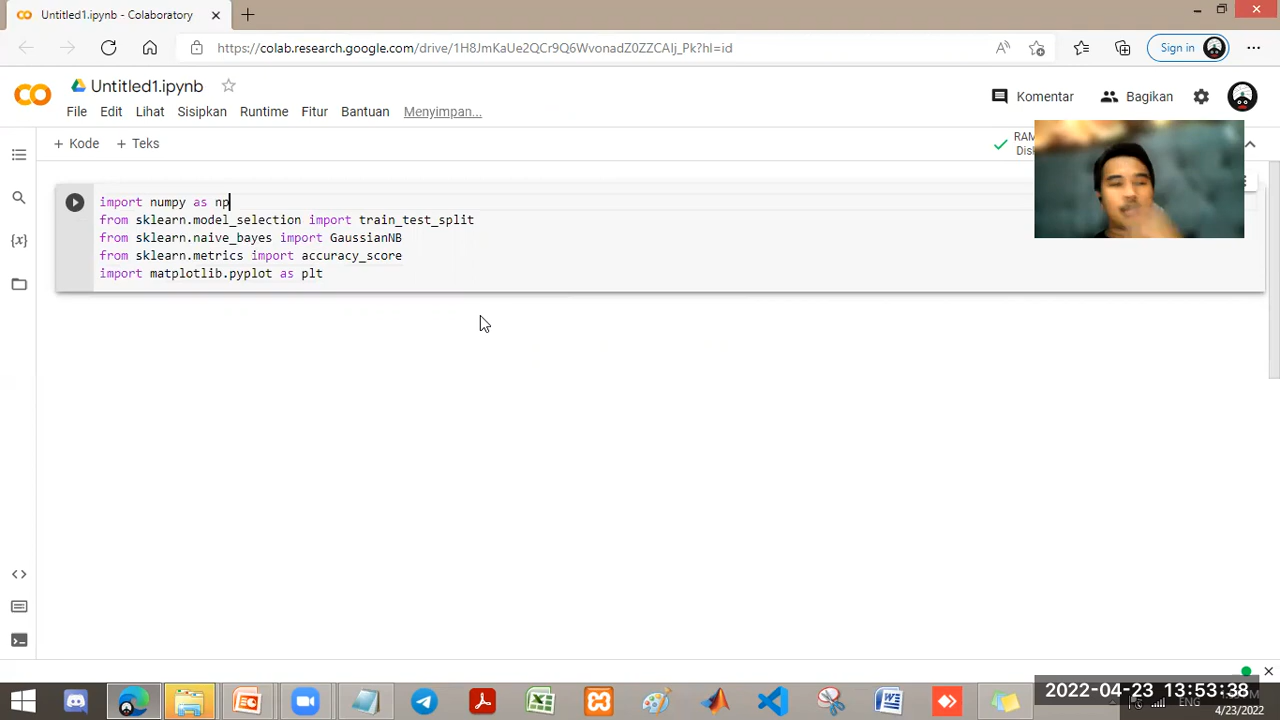 Untitled1.ipynb - Colaboratory
https://colab.research.google.com/drive/1H8JmKaUe2QCr9Q6WvonadZ0ZZCAIj_Pk?hl=id
Sign in
Untitled1.ipynb
File Edit Lihat Sisipkan Runtime Fitur Bantuan Menyimpan...
Komentar
Bagikan
+ Kode + Teks
RAM
Disk
import numpy as np
from sklearn.model_selection import train_test_split
from sklearn.naive_bayes import GaussianNB
from sklearn.metrics import accuracy_score
import matplotlib.pyplot as plt
2022-04-23 13:53:38
ENG
4/23/2022